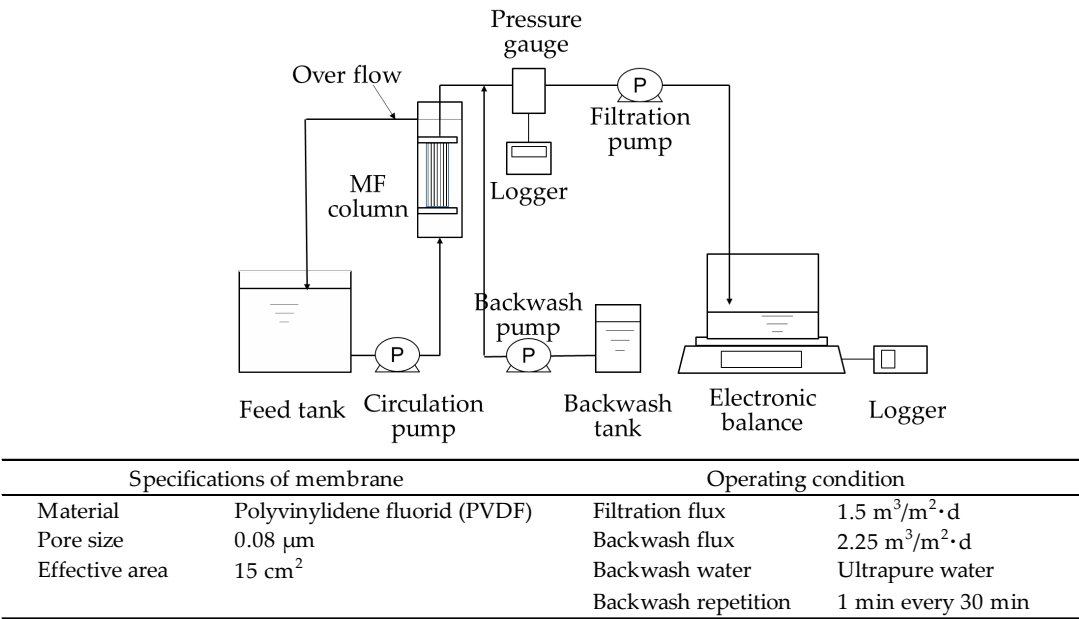 Pressure
gauge
Over flow
P
Filtration
pump
Logger
MF
column
Backwash
pump
P
P
Feed tank
Circulation
pump
Backwash
tank
Electronic
balance
Logger
Specifications of membrane Operating condition
Material Polyvinylidene fluorid (PVDF) Filtration flux 1.5 m³/m²·d
Pore size 0.08 μm Backwash flux 2.25 m³/m²·d
Effective area 15 cm² Backwash water Ultrapure water
Backwash repetition 1 min every 30 min